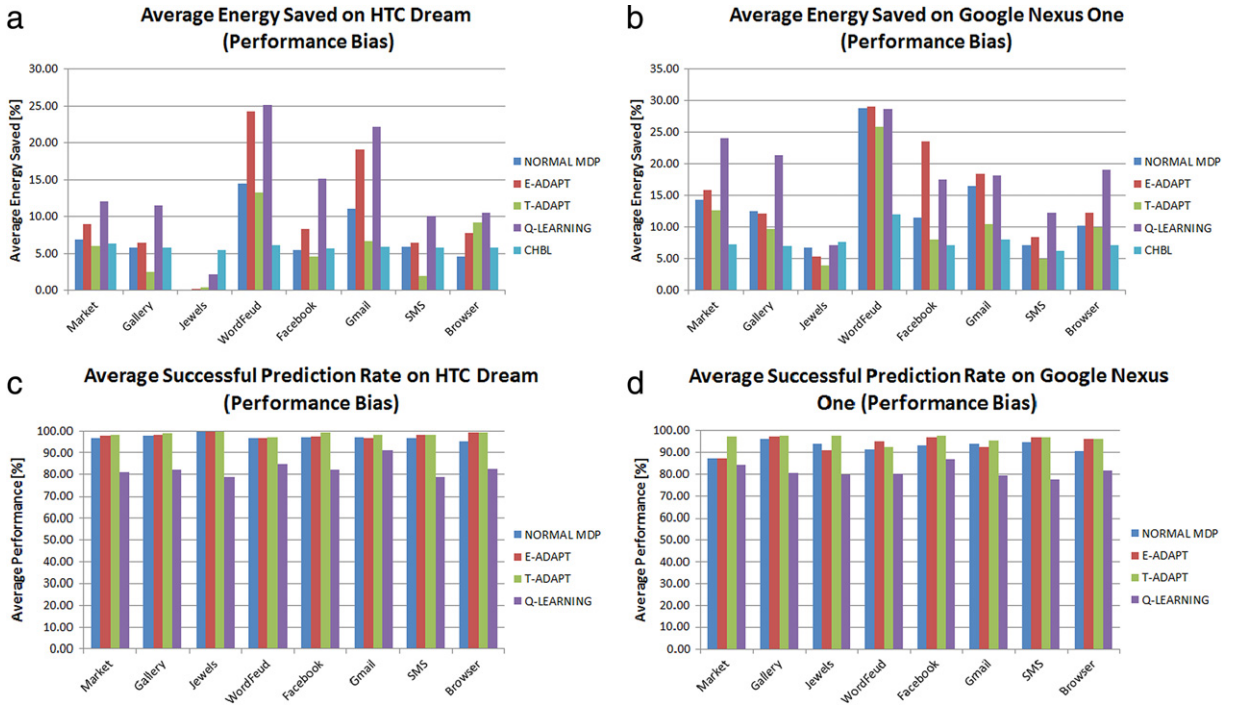 a
Average Energy Saved on HTC Dream
(Performance Bias)
Average Energy Saved [%]
30.00
25.00
20.00
15.00
10.00
5.00
0.00
Market
Gallery
Jewels
WordFeud
Facebook
Gmail
SMS
Browser
NORMAL MDP
E-ADAPT
T-ADAPT
Q-LEARNING
CHBL
b
Average Energy Saved on Google Nexus One
(Performance Bias)
Average Energy Saved [%]
35.00
30.00
25.00
20.00
15.00
10.00
5.00
0.00
Market
Gallery
Jewels
WordFeud
Facebook
Gmail
SMS
Browser
NORMAL MDP
E-ADAPT
T-ADAPT
Q-LEARNING
CHBL
c
Average Successful Prediction Rate on HTC Dream
(Performance Bias)
Average Performance [%]
100.00
90.00
80.00
70.00
60.00
50.00
40.00
30.00
20.00
10.00
0.00
Market
Gallery
Jewels
WordFeud
Facebook
Gmail
SMS
Browser
NORMAL MDP
E-ADAPT
T-ADAPT
Q-LEARNING
d
Average Successful Prediction Rate on Google Nexus
One (Performance Bias)
Average Performance [%]
100.00
90.00
80.00
70.00
60.00
50.00
40.00
30.00
20.00
10.00
0.00
Market
Gallery
Jewels
WordFeud
Facebook
Gmail
SMS
Browser
NORMAL MDP
E-ADAPT
T-ADAPT
Q-LEARNING